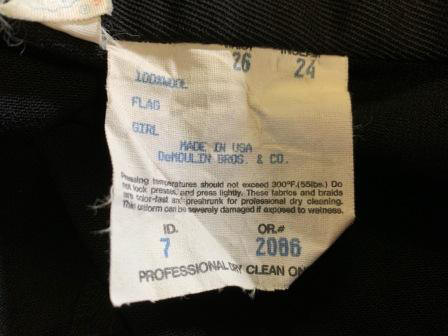 WAIST INSEAM
26 24
100%WOOL
FLAG
GIRL
MADE IN USA
DeMOULIN BROS. & CO.
Pressing temperatures should not exceed 300°F.(55lbs.) Do
not lock presses, and press lightly. These fabrics and braids
are color-fast and preshrunk for professional dry cleaning.
This uniform can be severely damaged if exposed to wetness.
ID. OR.#
7 2086
PROFESSIONAL DRY CLEAN ON